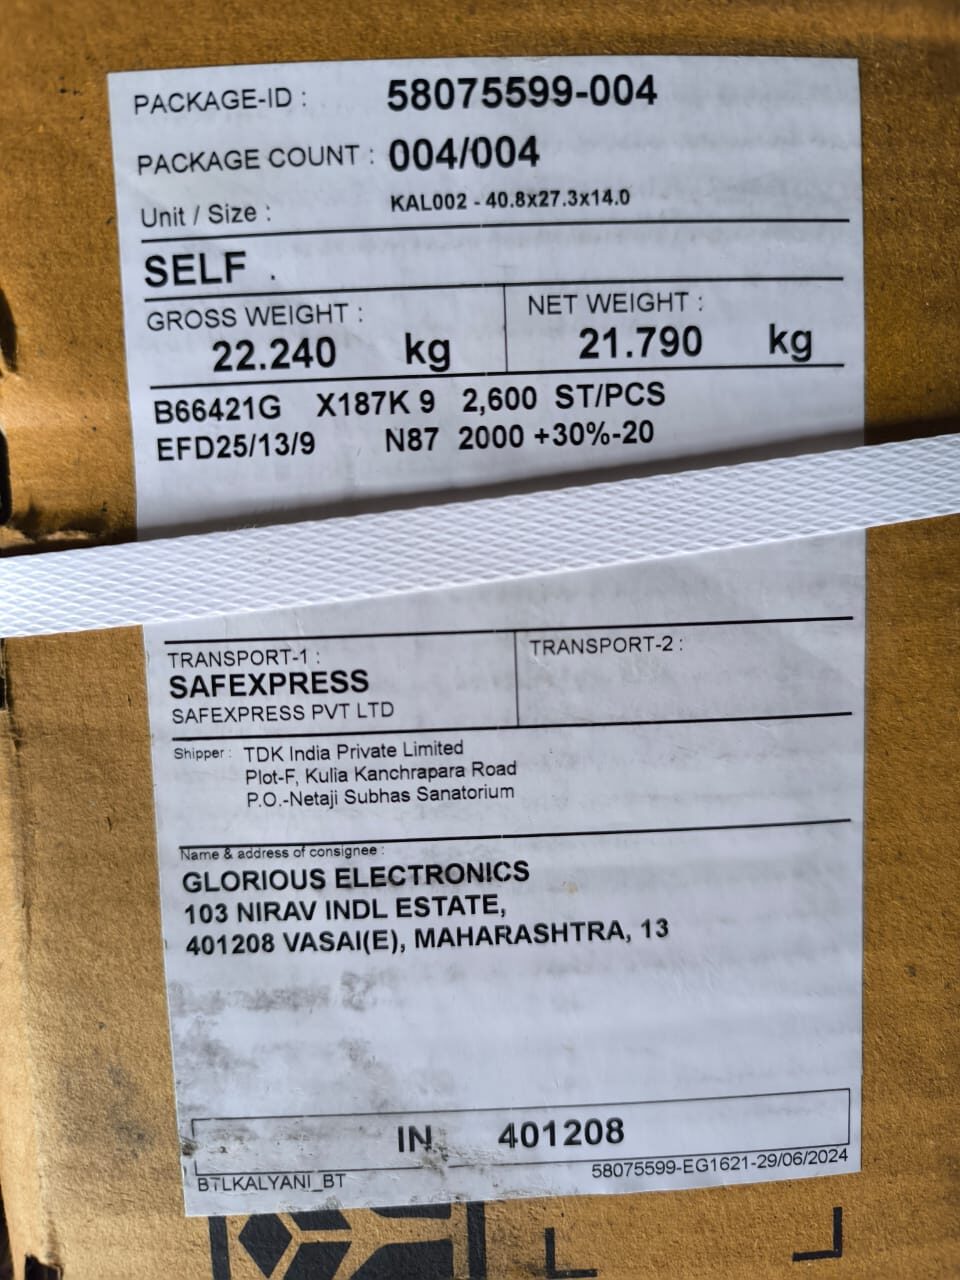 PACKAGE-ID : 58075599-004
PACKAGE COUNT : 004/004
Unit / Size : KAL002 - 40.8x27.3x14.0
SELF .
GROSS WEIGHT : NET WEIGHT :
22.240 kg 21.790 kg
B66421G X187K 9 2,600 ST/PCS
EFD25/13/9 N87 2000 +30%-20
TRANSPORT-1 : TRANSPORT-2 :
SAFEXPRESS
SAFEXPRESS PVT LTD
Shipper : TDK India Private Limited
Plot-F, Kulia Kanchrapara Road
P.O.-Netaji Subhas Sanatorium
Name & address of consignee :
GLORIOUS ELECTRONICS
103 NIRAV INDL ESTATE,
401208 VASAI(E), MAHARASHTRA, 13
IN 401208
BTLKALYANI_BT 58075599-EG1621-29/06/2024